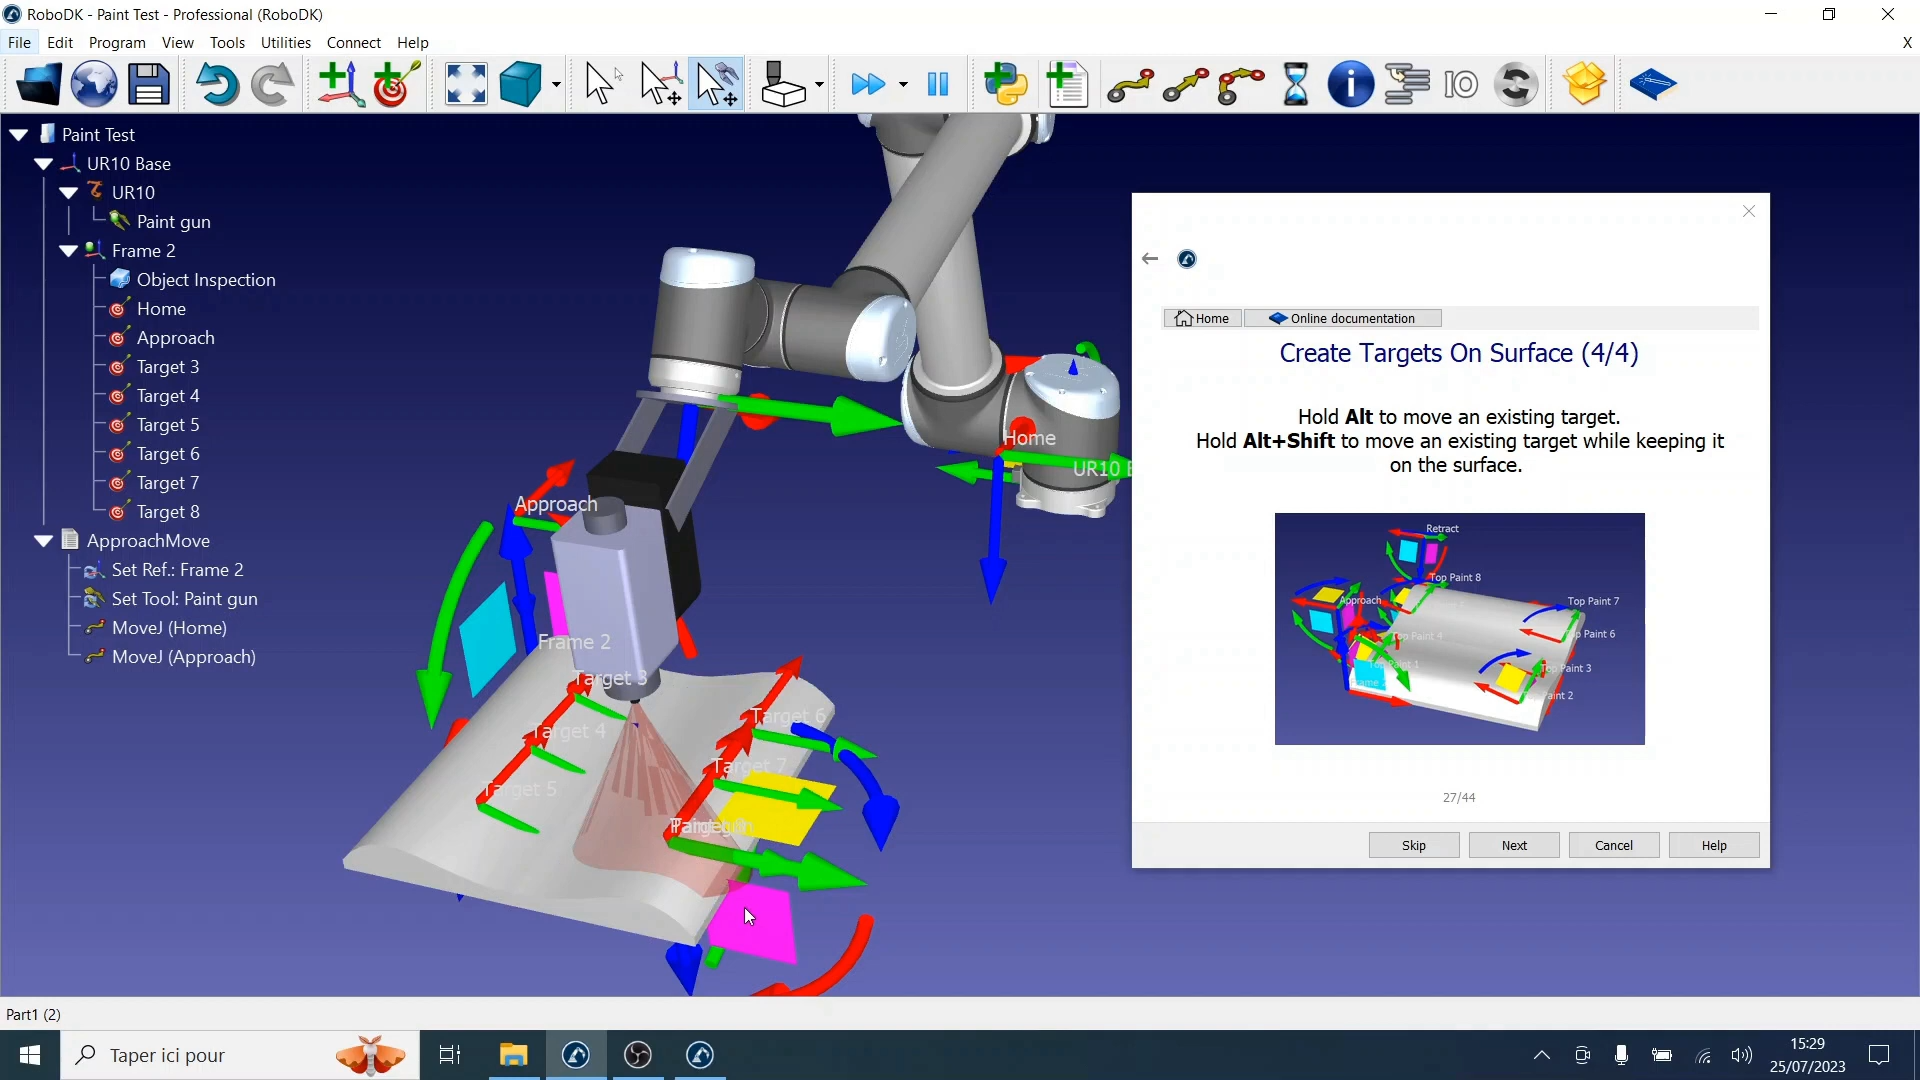 RoboDK - Paint Test - Professional (RoboDK)
File Edit Program View Tools Utilities Connect Help
X
IO
Paint Test
UR10 Base
UR10
Paint gun
Frame 2
Object Inspection
Home
Approach
Target 3
Target 4
Target 5
Target 6
Target 7
Target 8
ApproachMove
Set Ref.: Frame 2
Set Tool: Paint gun
MoveJ (Home)
MoveJ (Approach)
Home
UR10
Approach
Frame 2
Target 3
Target 6
Target 4
Target 7
Target 5
Home Online documentation
Create Targets On Surface (4/4)
Hold Alt to move an existing target.
Hold Alt+Shift to move an existing target while keeping it
on the surface.
Retract
Top Paint 8
Approach
Top Paint 7
Top Paint 4
Paint 6
Top Paint 1
Paint 3
27/44
Skip Next Cancel Help
Part1 (2)
Taper ici pour
15:29
25/07/2023